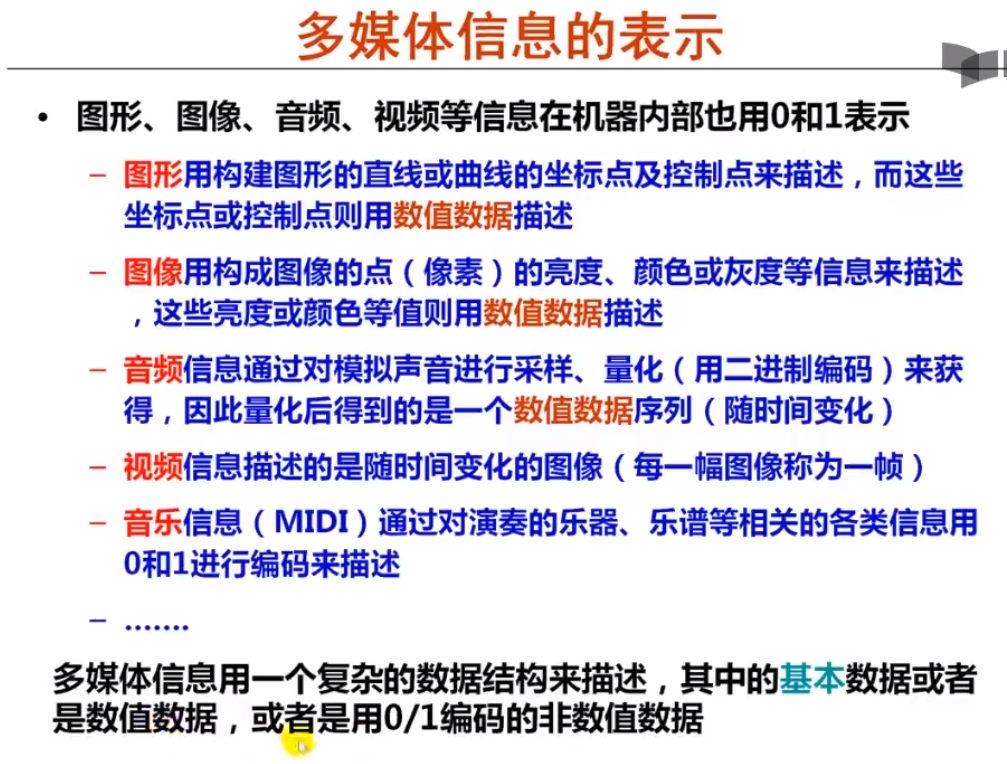 多媒体信息的表示
• 图形、图像、音频、视频等信息在机器内部也用0和1表示
– 图形用构建图形的直线或曲线的坐标点及控制点来描述，而这些
坐标点或控制点则用数值数据描述
– 图像用构成图像的点（像素）的亮度、颜色或灰度等信息来描述
，这些亮度或颜色等值则用数值数据描述
– 音频信息通过对模拟声音进行采样、量化（用二进制编码）来获
得，因此量化后得到的是一个数值数据序列（随时间变化）
– 视频信息描述的是随时间变化的图像（每一幅图像称为一帧）
– 音乐信息（MIDI）通过对演奏的乐器、乐谱等相关的各类信息用
0和1进行编码来描述
– .......
多媒体信息用一个复杂的数据结构来描述，其中的基本数据或者
是数值数据，或者是用0/1编码的非数值数据